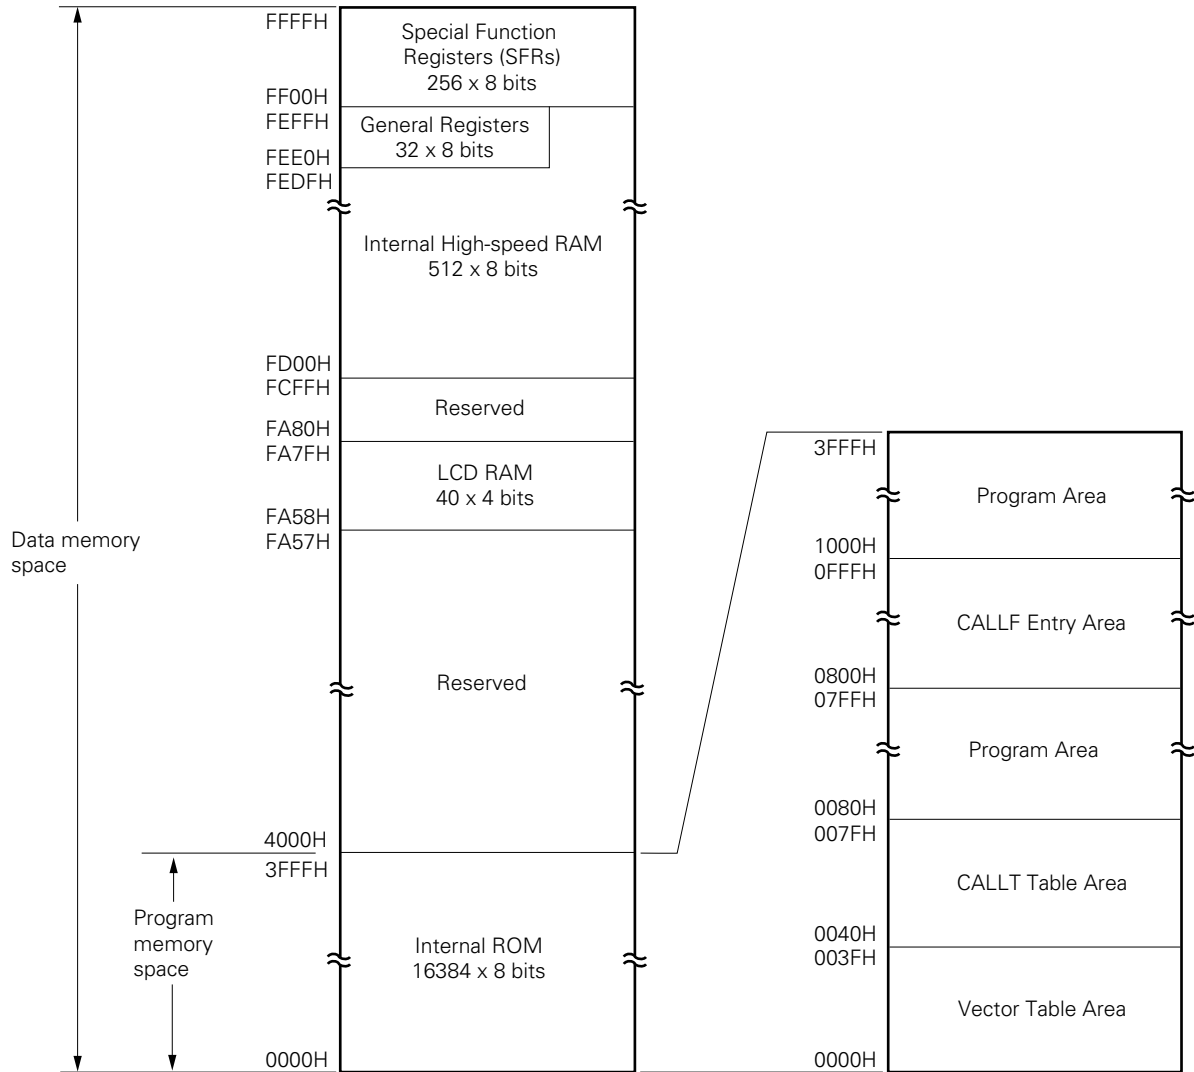 FFFFH
Special Function
Registers (SFRs)
256 x 8 bits
FF00H
FEFFH
General Registers
32 x 8 bits
FEE0H
FEDFH
Internal High-speed RAM
512 x 8 bits
FD00H
FCFFH
Reserved
FA80H
FA7FH
LCD RAM
40 x 4 bits
FA58H
FA57H
Data memory
space
Reserved
4000H
3FFFH
Program
memory
space
Internal ROM
16384 x 8 bits
0000H
3FFFH
Program Area
1000H
0FFFH
CALLF Entry Area
0800H
07FFH
Program Area
0080H
007FH
CALLT Table Area
0040H
003FH
Vector Table Area
0000H